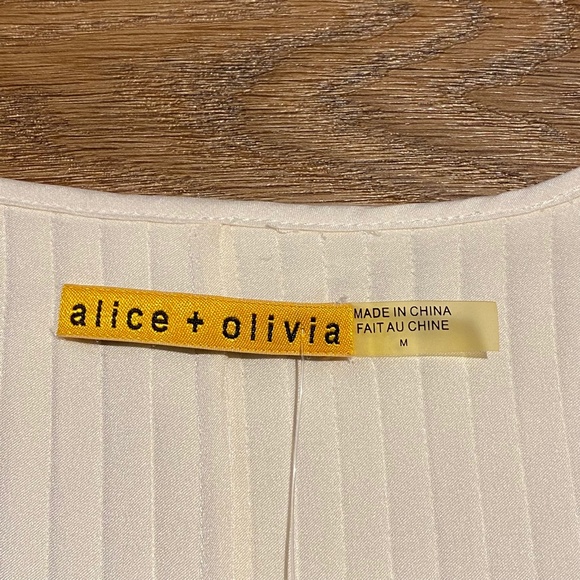 alice + olivia
MADE IN CHINA
FAIT AU CHINE
M